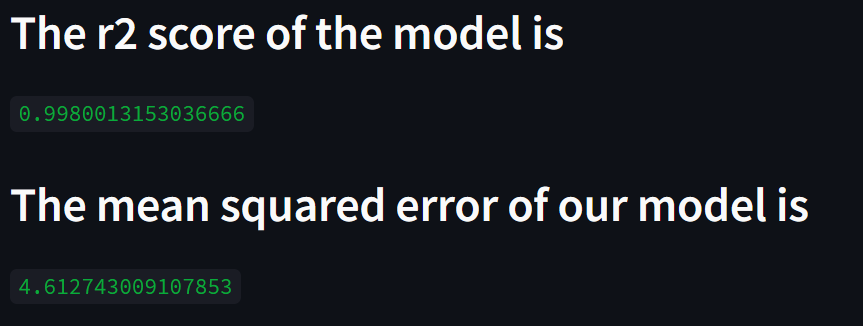 The r2 score of the model is
0.9980013153036666
The mean squared error of our model is
4.612743009107853